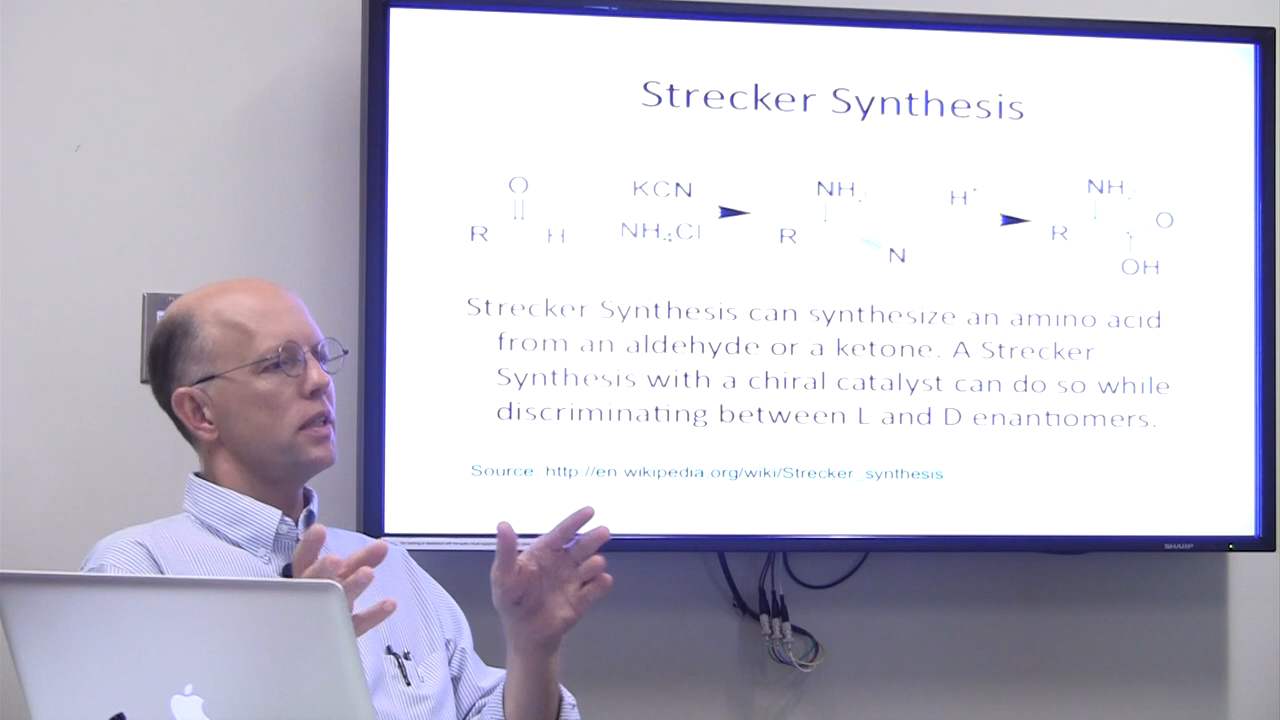 Strecker Synthesis
O
KCN
NH₂
H⁺
NH₂
R
H
NH₄Cl
R
N
R
O
OH
Strecker Synthesis can synthesize an amino acid
from an aldehyde or a ketone. A Strecker
Synthesis with a chiral catalyst can do so while
discriminating between L and D enantiomers.
Source: http://en.wikipedia.org/wiki/Strecker_synthesis
SHARP